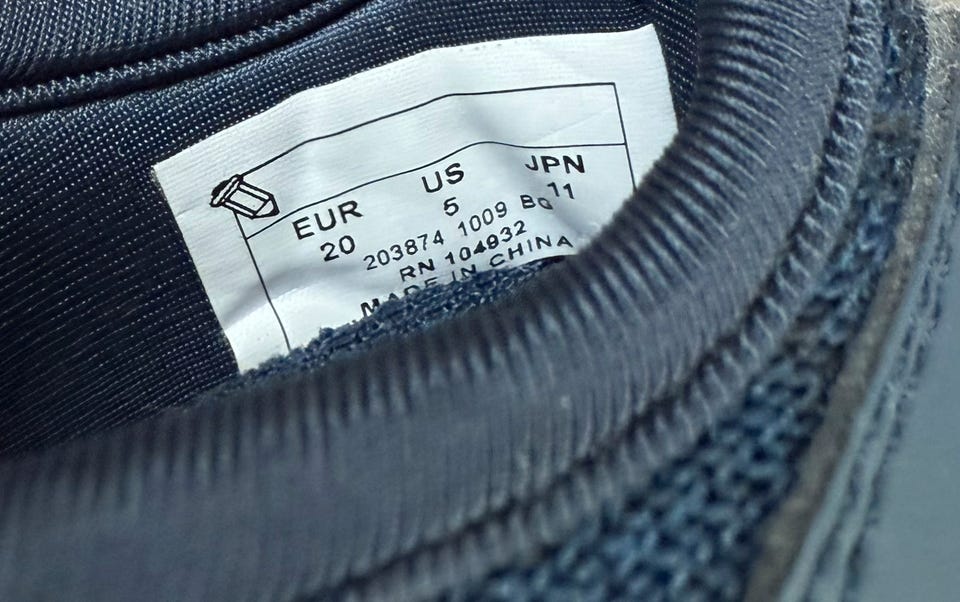 EUR US JPN
20 5 11
203874 1009 BQ
RN 104932
MADE IN CHINA